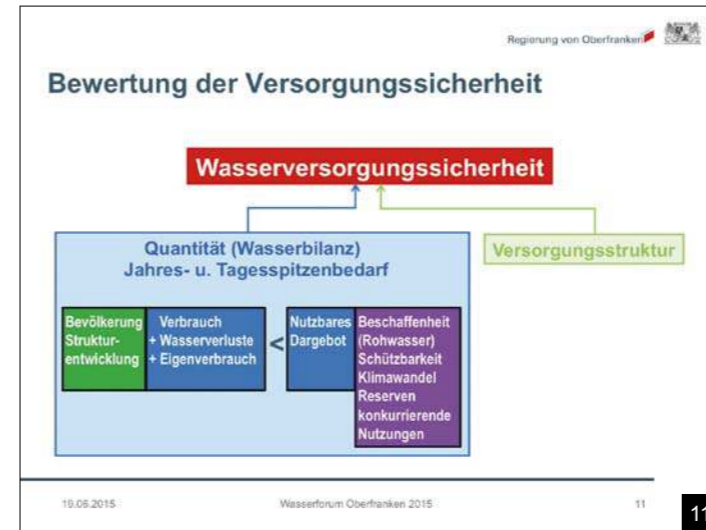 Regierung von Oberfranken
Bewertung der Versorgungssicherheit
Wasserversorgungssicherheit
Quantität (Wasserbilanz)
Jahres- u. Tagesspitzenbedarf
Versorgungsstruktur
Bevölkerung
Struktur-
entwicklung
Verbrauch
+ Wasserverluste
+ Eigenverbrauch
<
Nutzbares
Dargebot
Beschaffenheit
(Rohwasser)
Schützbarkeit
Klimawandel
Reserven
konkurrierende
Nutzungen
19.06.2015
Wasserforum Oberfranken 2015
11
11